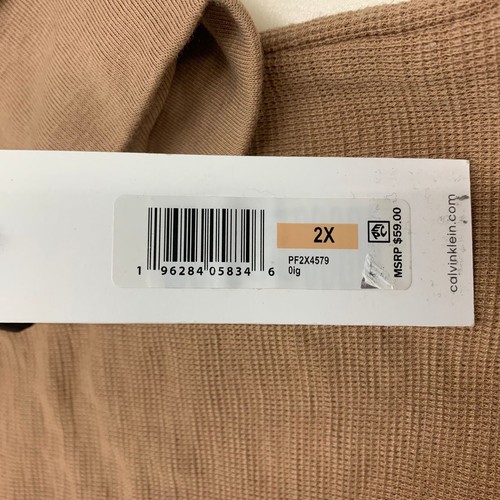 2X
1 96284 05834 6
PF2X4579
0ig
MSRP $59.00
calvinklein.com